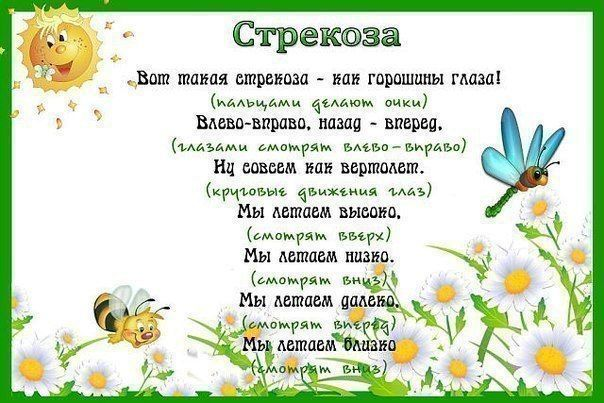 Стрекоза
Вот такая стрекоза - как горошины глаза!
(пальцами делают очки)
Влево-вправо, назад - вперед,
(глазами смотрят влево-вправо)
Ну совсем как вертолет.
(круговые движения глаз)
Мы летаем высоко,
(смотрят вверх)
Мы летаем низко.
(смотрят вниз)
Мы летаем далеко,
(смотрят вперед)
Мы летаем близко
(смотрят вниз)